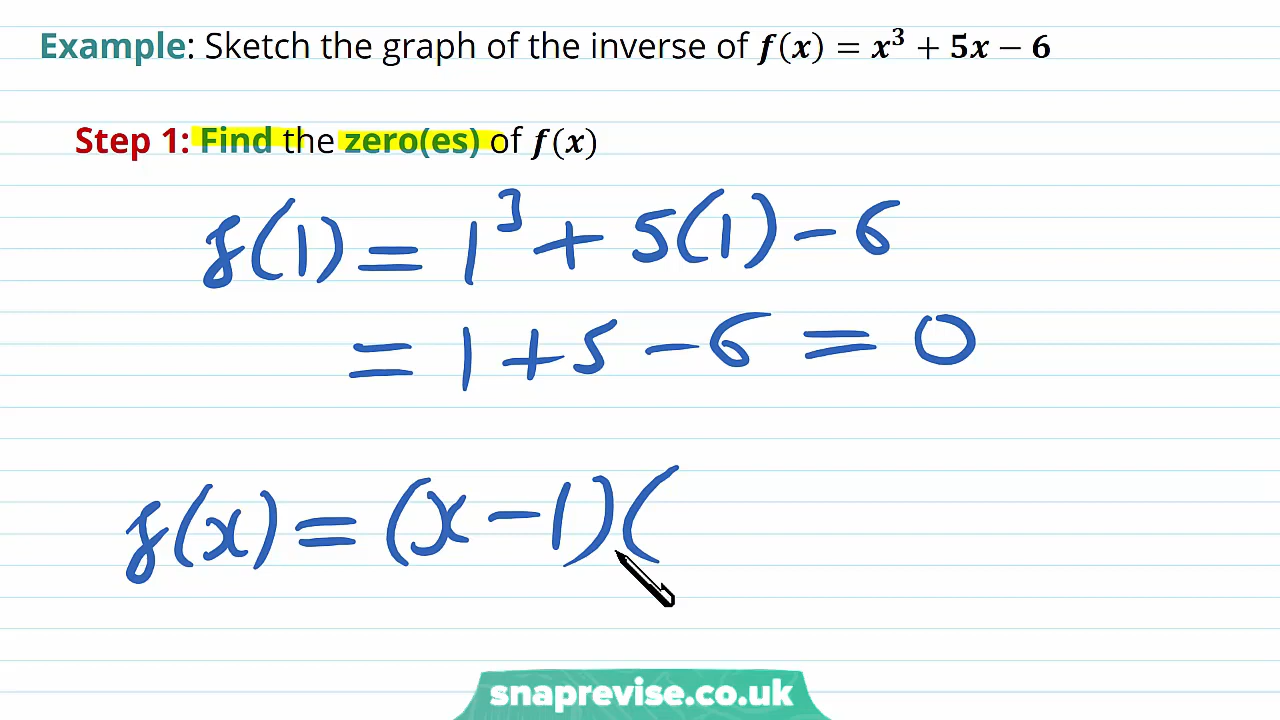 Example: Sketch the graph of the inverse of f(x) = x³ + 5x − 6
Step 1: Find the zero(es) of f(x)
f(1) = 1³ + 5(1) − 6
= 1 + 5 − 6 = 0
f(x) = (x − 1)(
snaprevise.co.uk